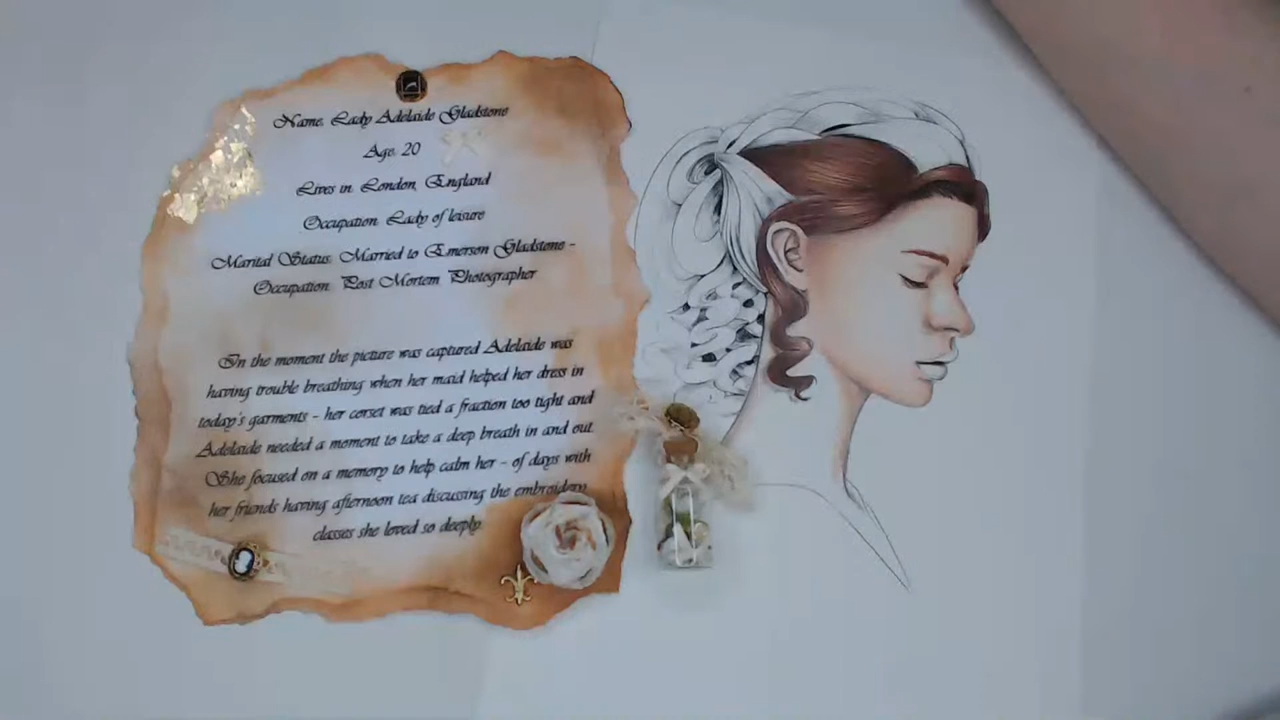 Name: Lady Adelaide Gladstone
Age: 20
Lives in: London, England
Occupation: Lady of leisure
Marital Status: Married to Emerson Gladstone -
Occupation: Post Mortem Photographer
In the moment the picture was captured Adelaide was
having trouble breathing when her maid helped her dress in
today's garments - her corset was tied a fraction too tight and
Adelaide needed a moment to take a deep breath in and out.
She focused on a memory to help calm her - of days with
her friends having afternoon tea discussing the embroidery
classes she loved so deeply.